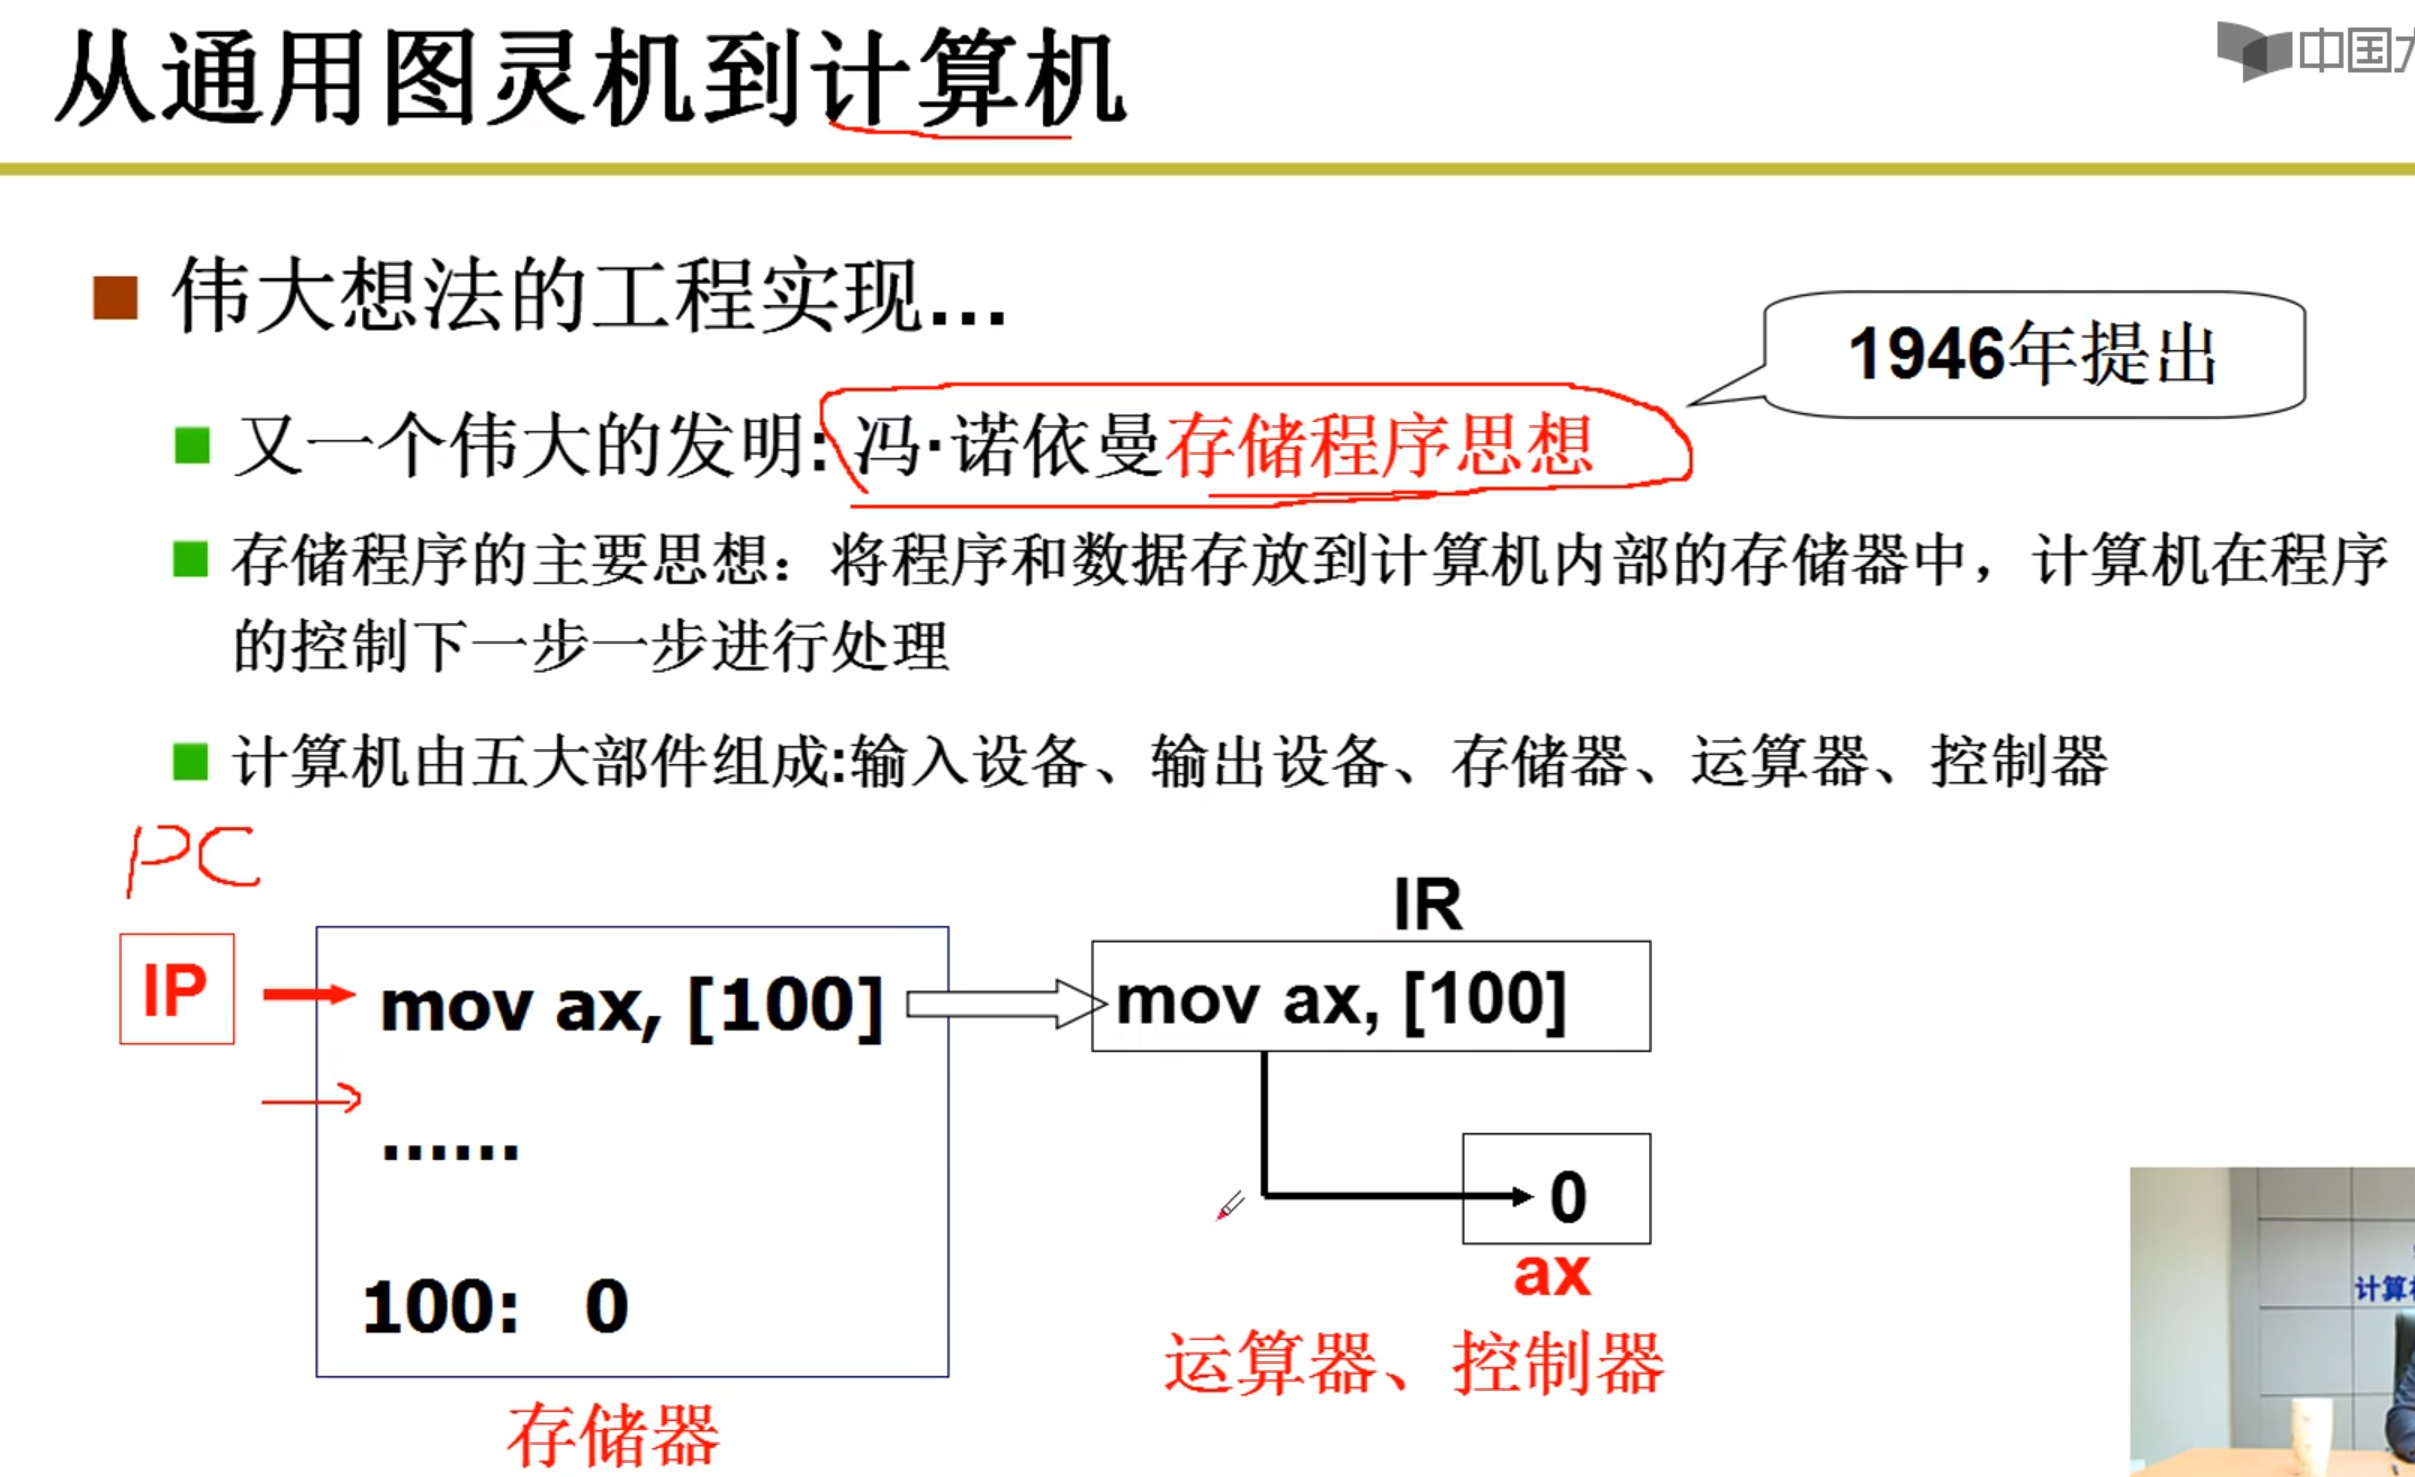 从通用图灵机到计算机
中国
伟大想法的工程实现...
1946年提出
又一个伟大的发明:冯·诺依曼存储程序思想
存储程序的主要思想：将程序和数据存放到计算机内部的存储器中，计算机在程序
的控制下一步一步进行处理
计算机由五大部件组成:输入设备、输出设备、存储器、运算器、控制器
PC
IR
IP
mov ax, [100]
mov ax, [100]
......
0
100: 0
ax
运算器、控制器
存储器
计算